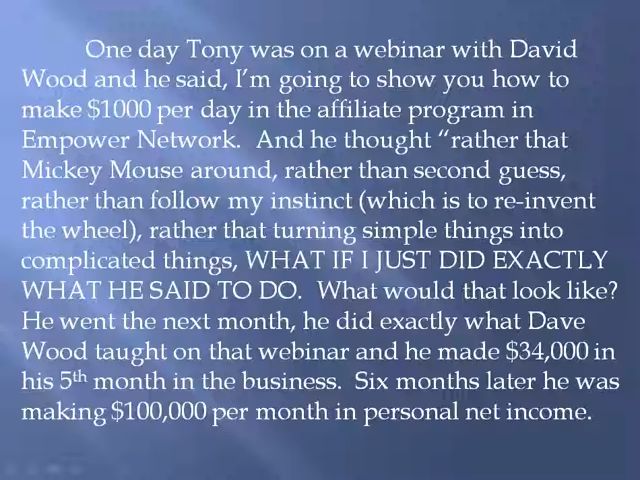 One day Tony was on a webinar with David
Wood and he said, I'm going to show you how to
make $1000 per day in the affiliate program in
Empower Network.  And he thought "rather that
Mickey Mouse around, rather than second guess,
rather than follow my instinct (which is to re-invent
the wheel), rather that turning simple things into
complicated things, WHAT IF I JUST DID EXACTLY
WHAT HE SAID TO DO.  What would that look like?
He went the next month, he did exactly what Dave
Wood taught on that webinar and he made $34,000 in
his 5th month in the business.  Six months later he was
making $100,000 per month in personal net income.